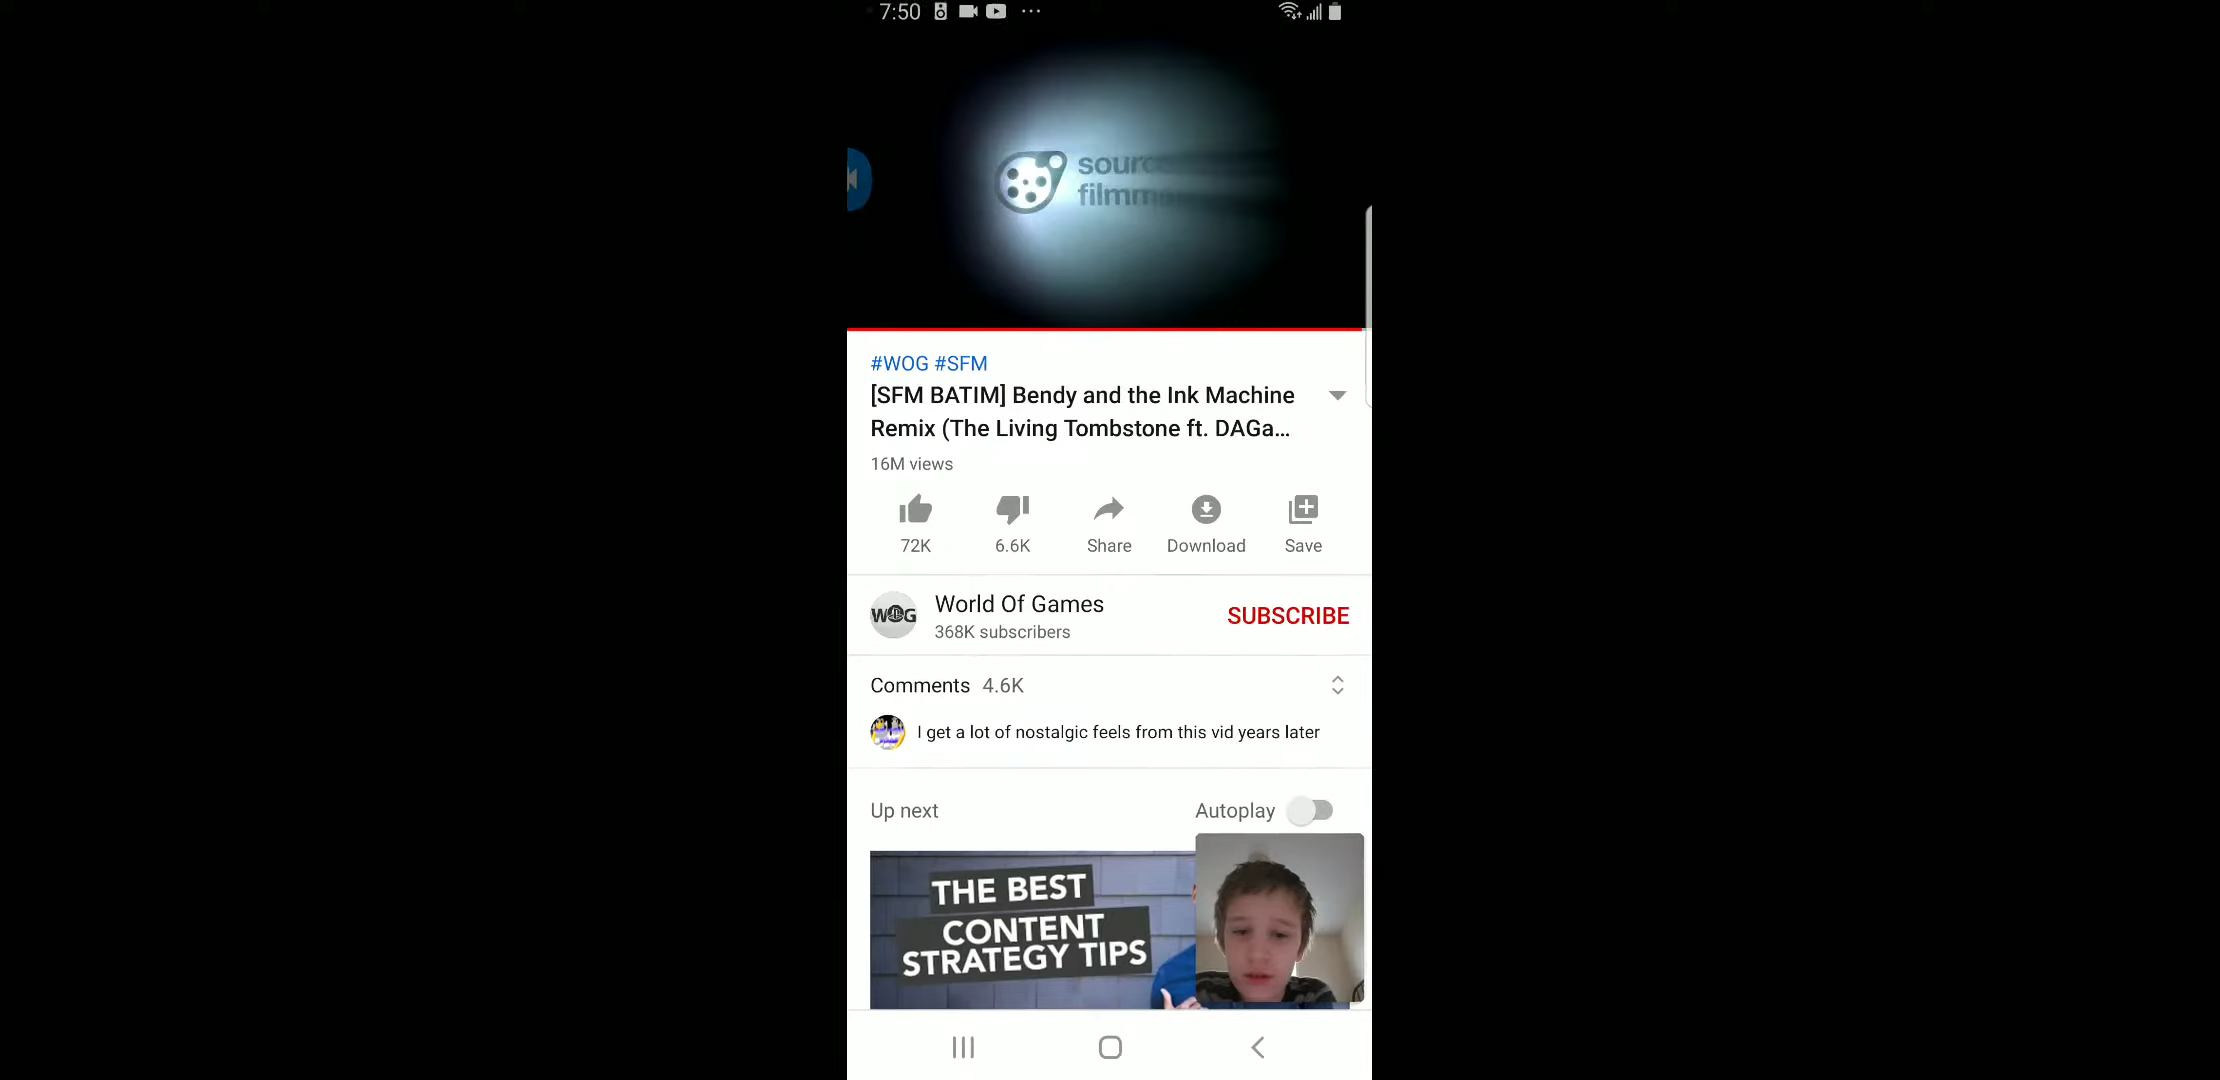 7:50
sourc
filmm
#WOG #SFM
[SFM BATIM] Bendy and the Ink Machine
Remix (The Living Tombstone ft. DAGa...
16M views
72K
6.6K
Share
Download
Save
WOG
World Of Games
368K subscribers
SUBSCRIBE
Comments 4.6K
I get a lot of nostalgic feels from this vid years later
Up next
Autoplay
THE BEST
CONTENT
STRATEGY TIPS